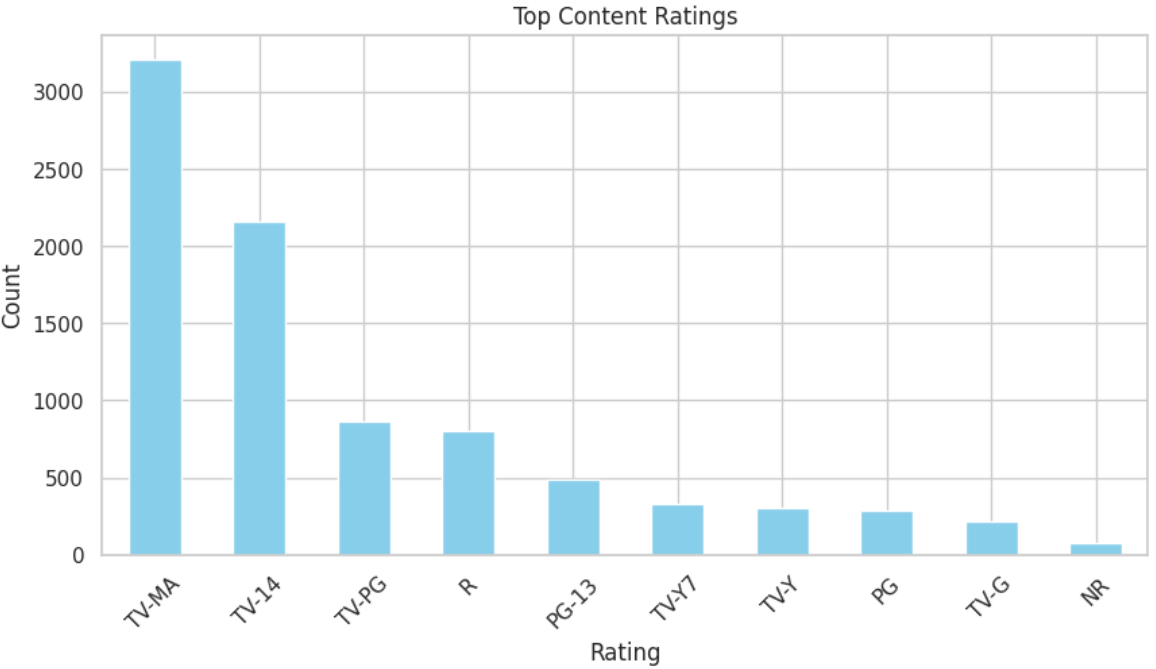 Top Content Ratings
3000
2500
2000
1500
1000
500
0
Count
TV-MA
TV-14
TV-PG
R
PG-13
TV-Y7
TV-Y
PG
TV-G
NR
Rating